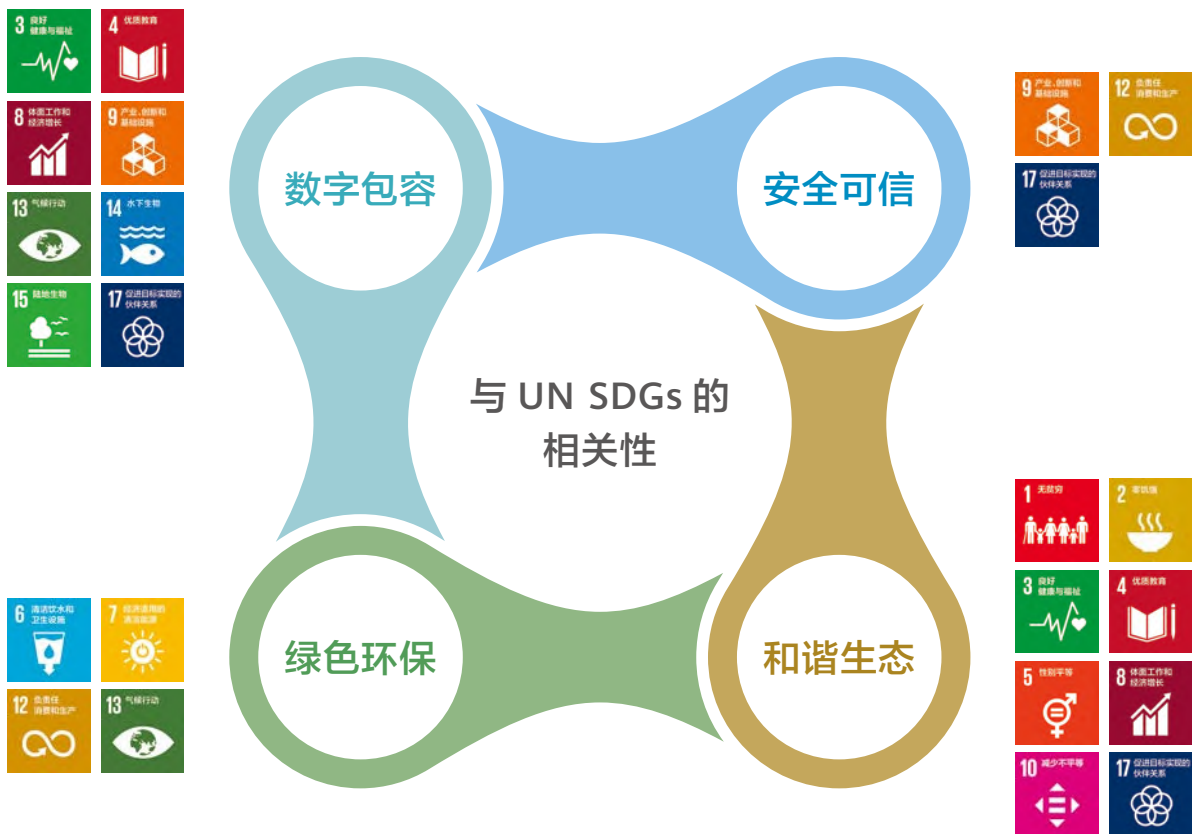 3 良好
健康与福祉
4 优质教育
8 体面工作和
经济增长
9 产业、创新和
基础设施
13 气候行动
14 水下生物
15 陆地生物
17 促进目标实现的
伙伴关系
数字包容
安全可信
9 产业、创新和
基础设施
12 负责任
消费和生产
17 促进目标实现的
伙伴关系
与 UN SDGs 的
相关性
6 清洁饮水和
卫生设施
7 经济适用的
清洁能源
12 负责任
消费和生产
13 气候行动
绿色环保
和谐生态
1 无贫穷
2 零饥饿
3 良好
健康与福祉
4 优质教育
5 性别平等
8 体面工作和
经济增长
10 减少不平等
17 促进目标实现的
伙伴关系